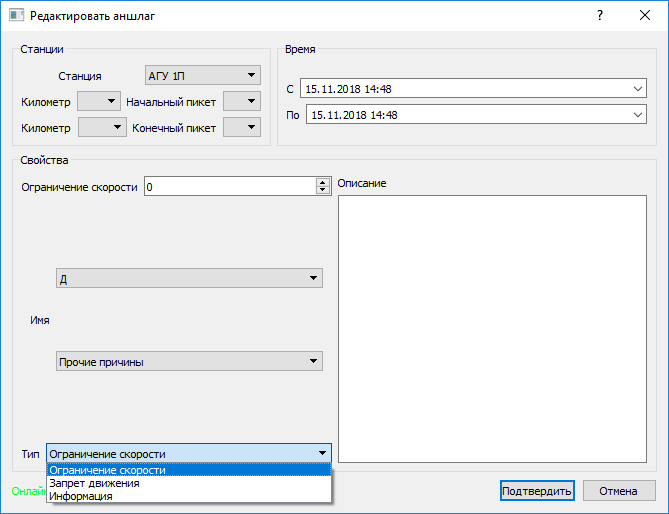 Редактировать аншлаг
?
Станции
Станция АГУ 1П
Километр Начальный пикет
Километр Конечный пикет
Время
С 15.11.2018 14:48
По 15.11.2018 14:48
Свойства
Ограничение скорости 0
Описание
Д
Имя
Прочие причины
Тип Ограничение скорости
Ограничение скорости
Запрет движения
Информация
Подтвердить
Отмена